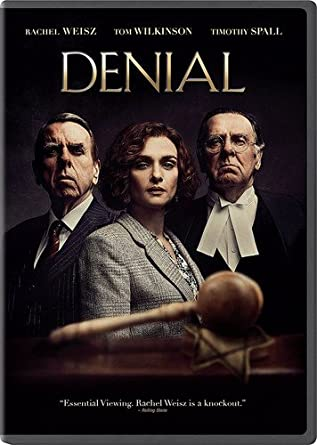 RACHEL WEISZ TOM WILKINSON TIMOTHY SPALL
DENIAL
"Essential Viewing. Rachel Weisz is a knockout."
- Rolling Stone